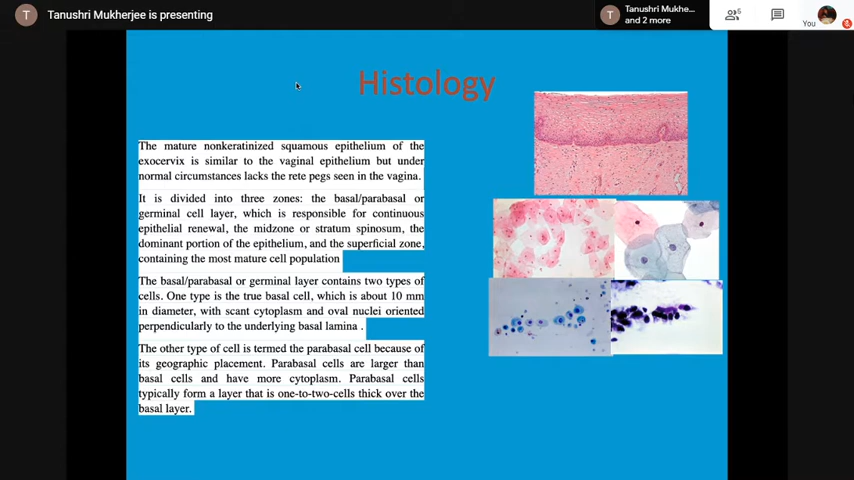 T
Tanushri Mukherjee is presenting
T
Tanushri Mukhe...
and 2 more
6
You
Histology
The mature nonkeratinized squamous epithelium of the
exocervix is similar to the vaginal epithelium but under
normal circumstances lacks the rete pegs seen in the vagina.
It is divided into three zones: the basal/parabasal or
germinal cell layer, which is responsible for continuous
epithelial renewal, the midzone or stratum spinosum, the
dominant portion of the epithelium, and the superficial zone,
containing the most mature cell population
The basal/parabasal or germinal layer contains two types of
cells. One type is the true basal cell, which is about 10 mm
in diameter, with scant cytoplasm and oval nuclei oriented
perpendicularly to the underlying basal lamina .
The other type of cell is termed the parabasal cell because of
its geographic placement. Parabasal cells are larger than
basal cells and have more cytoplasm. Parabasal cells
typically form a layer that is one-to-two-cells thick over the
basal layer.